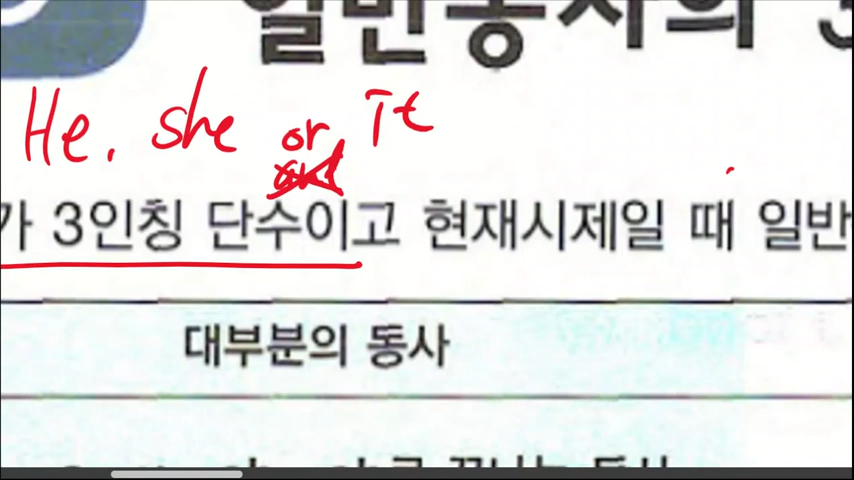 일반동사의
He, she or it
가 3인칭 단수이고 현재시제일 때 일반
대부분의 동사